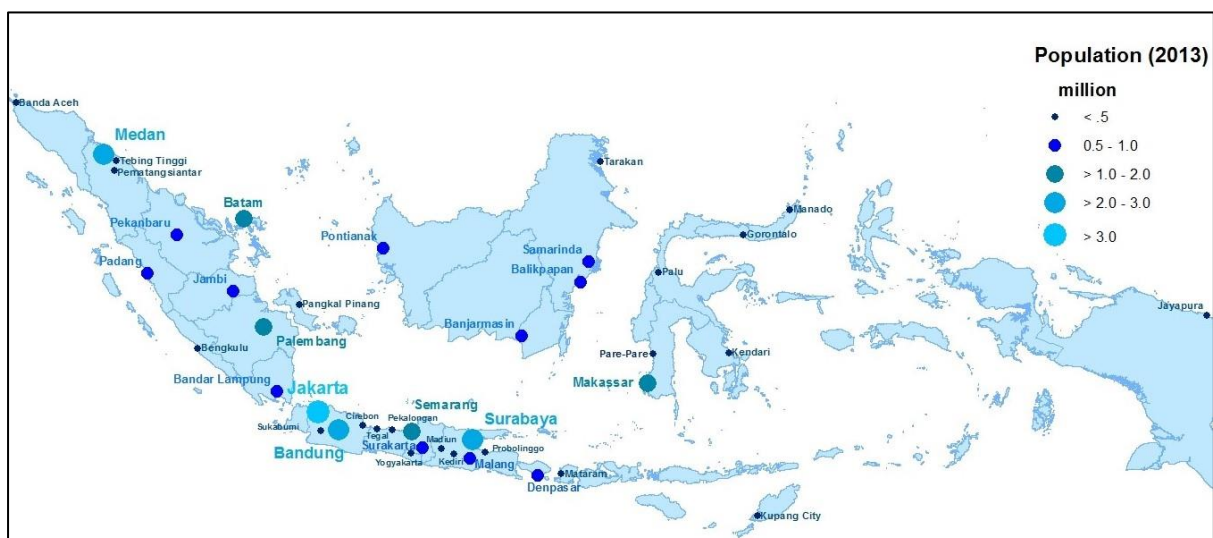 Population (2013)
million
< .5
0.5 - 1.0
> 1.0 - 2.0
> 2.0 - 3.0
> 3.0
Banda Aceh
Medan
Tebing Tinggi
Pematangsiantar
Batam
Pekanbaru
Padang
Jambi
Pangkal Pinang
Palembang
Bengkulu
Bandar Lampung
Pontianak
Tarakan
Samarinda
Balikpapan
Banjarmasin
Manado
Gorontalo
Palu
Pare-Pare
Kendari
Makassar
Jayapura
Jakarta
Sukabumi
Bandung
Cirebon
Tegal
Pekalongan
Semarang
Surakarta
Yogyakarta
Madiun
Kediri
Surabaya
Probolinggo
Malang
Denpasar
Mataram
Kupang City